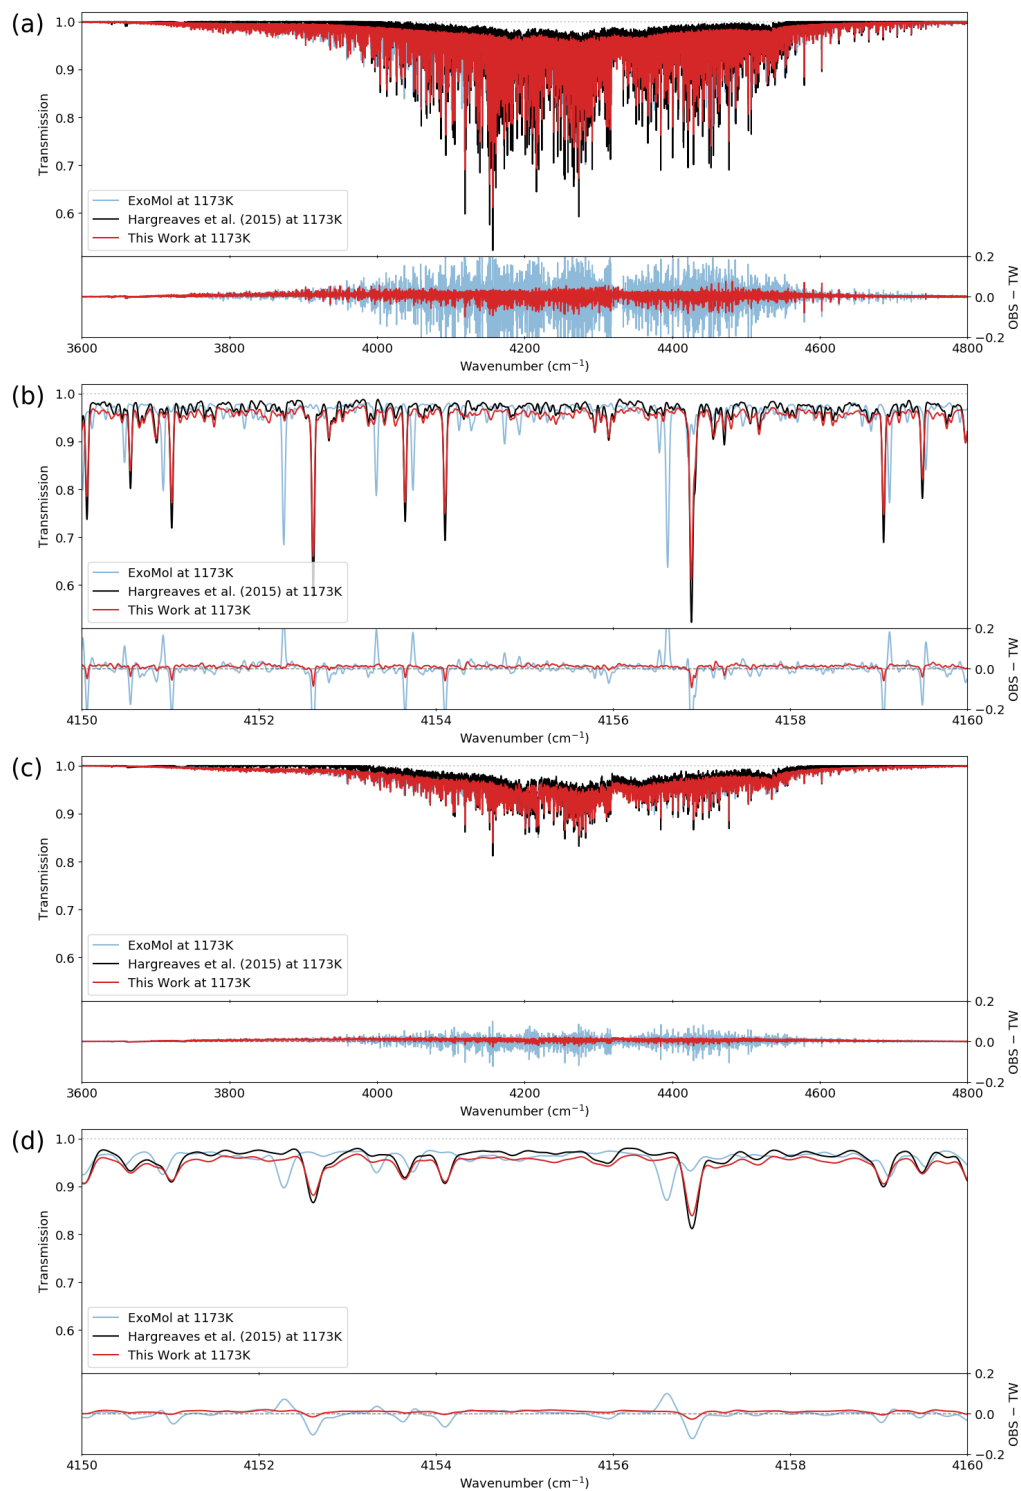 (a)
1.0
0.9
0.8
0.7
0.6
Transmission
ExoMol at 1173K
Hargreaves et al. (2015) at 1173K
This Work at 1173K
0.2
0.0
−0.2
OBS − TW
3600 3800 4000 4200 4400 4600 4800
Wavenumber (cm⁻¹)
(b)
1.0
0.9
0.8
0.7
0.6
Transmission
ExoMol at 1173K
Hargreaves et al. (2015) at 1173K
This Work at 1173K
0.2
0.0
−0.2
OBS − TW
4150 4152 4154 4156 4158 4160
Wavenumber (cm⁻¹)
(c)
1.0
0.9
0.8
0.7
0.6
Transmission
ExoMol at 1173K
Hargreaves et al. (2015) at 1173K
This Work at 1173K
0.2
0.0
−0.2
OBS − TW
3600 3800 4000 4200 4400 4600 4800
Wavenumber (cm⁻¹)
(d)
1.0
0.9
0.8
0.7
0.6
Transmission
ExoMol at 1173K
Hargreaves et al. (2015) at 1173K
This Work at 1173K
0.2
0.0
−0.2
OBS − TW
4150 4152 4154 4156 4158 4160
Wavenumber (cm⁻¹)